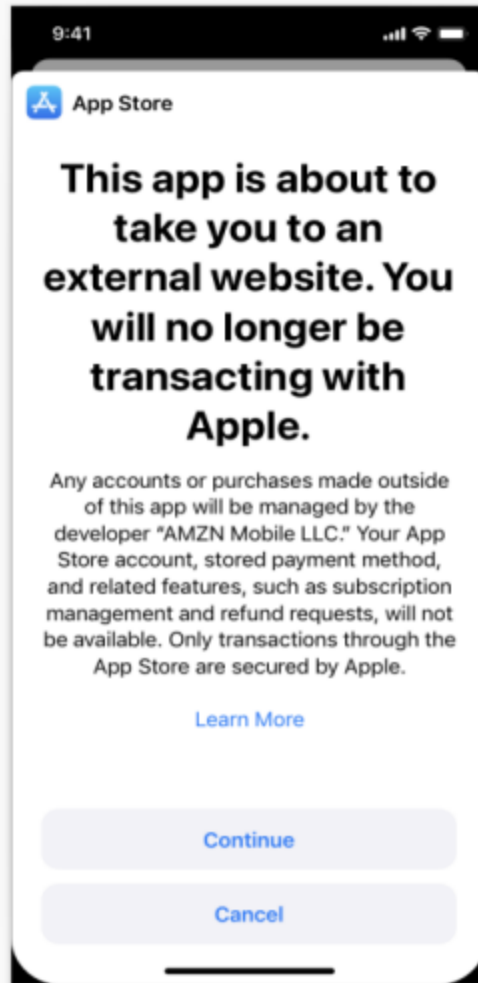 9:41
App Store
This app is about to
take you to an
external website. You
will no longer be
transacting with
Apple.
Any accounts or purchases made outside
of this app will be managed by the
developer “AMZN Mobile LLC.” Your App
Store account, stored payment method,
and related features, such as subscription
management and refund requests, will not
be available. Only transactions through the
App Store are secured by Apple.
Learn More
Continue
Cancel